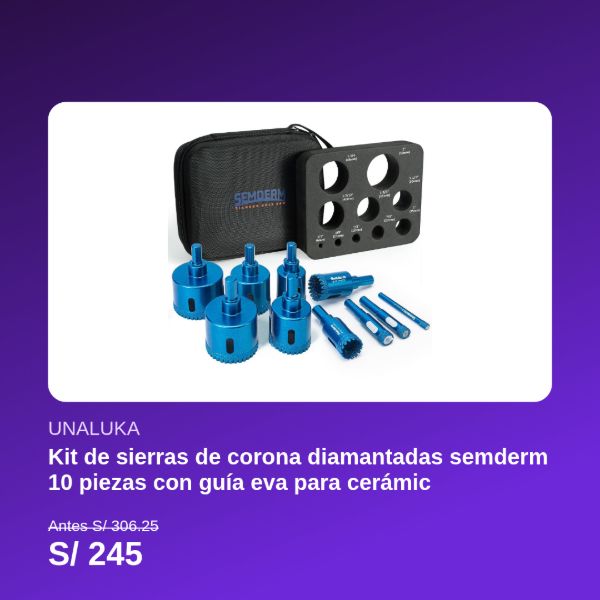 SEMDERM
UNALUKA
Kit de sierras de corona diamantadas semderm
10 piezas con guía eva para cerámic
Antes S/ 306.25
S/ 245